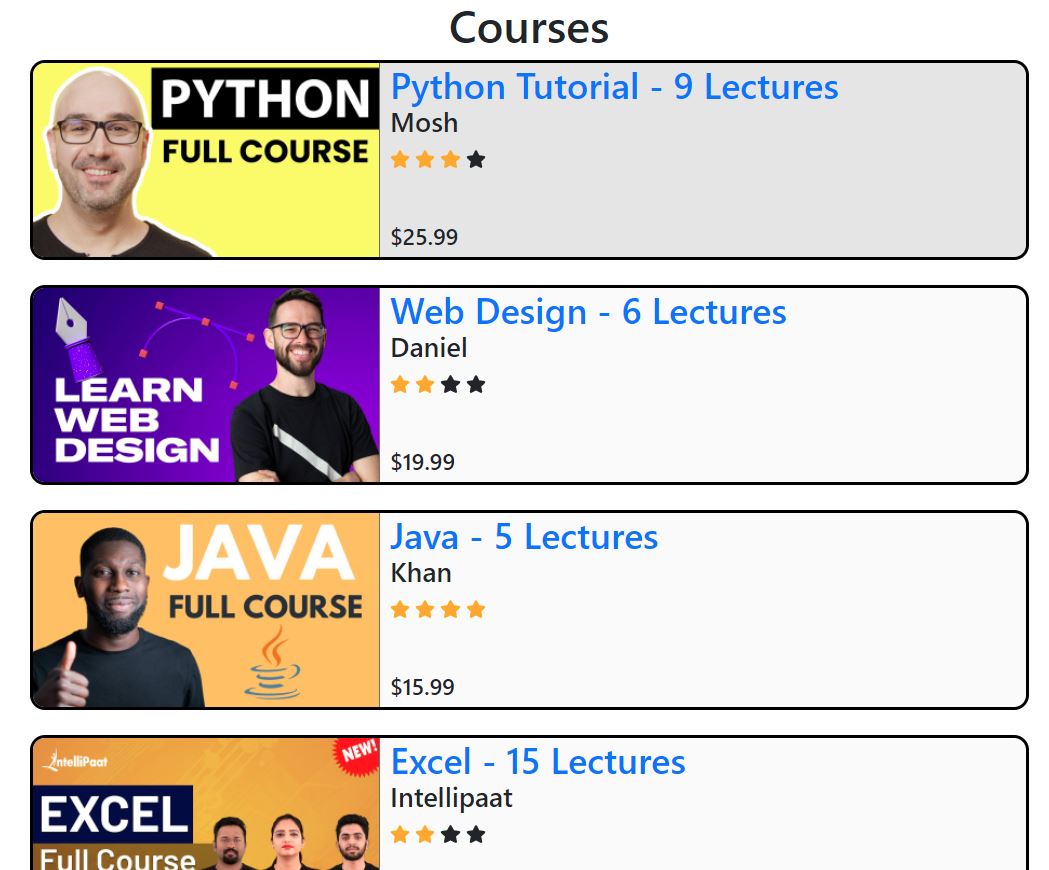 Courses
PYTHON
FULL COURSE
Python Tutorial - 9 Lectures
Mosh
$25.99
LEARN
WEB
DESIGN
Web Design - 6 Lectures
Daniel
$19.99
JAVA
FULL COURSE
Java - 5 Lectures
Khan
$15.99
IntelliPaat
NEW!
EXCEL
Full Course
Excel - 15 Lectures
Intellipaat